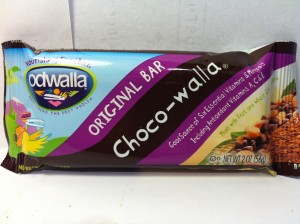 odwalla
ORIGINAL BAR
Choco-walla®
Good Source of Six Essential Vitamins & Minerals
Including Antioxidant Vitamins A, C & E
NET WT 2 OZ (56g)